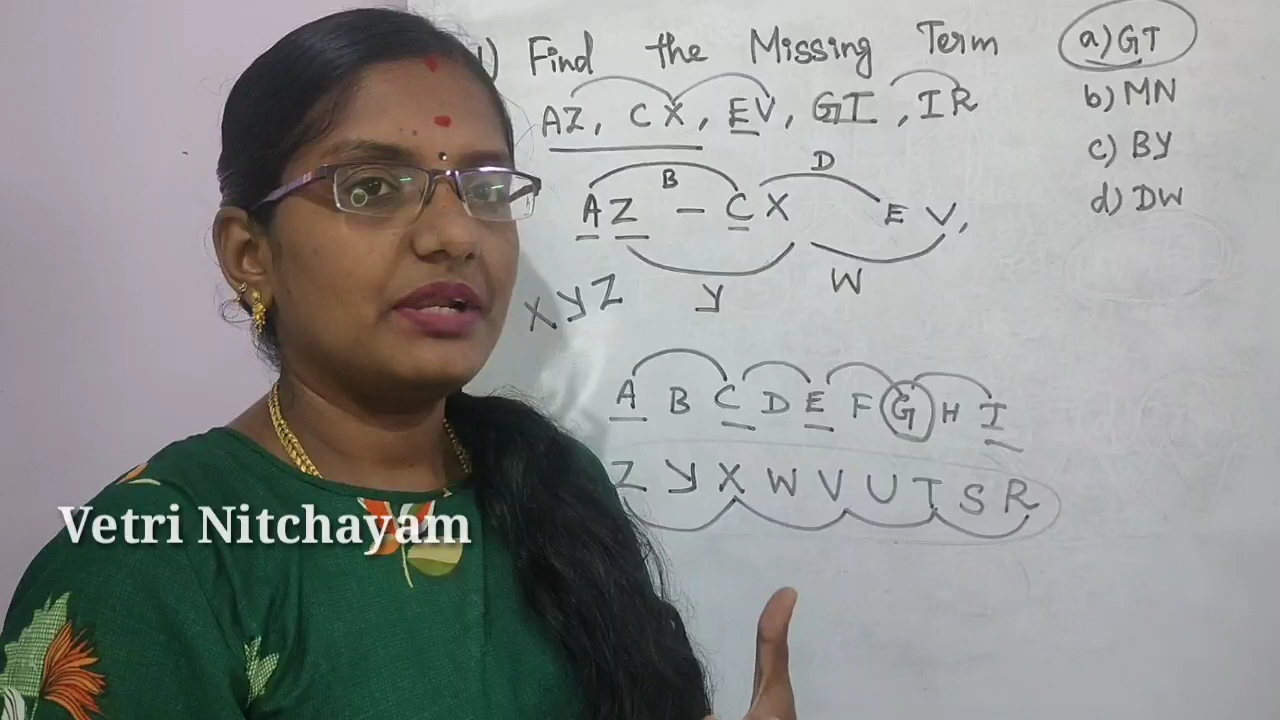 1) Find the Missing Term
AZ, CX, EV, GT, IR
a) GT
b) MN
c) BY
d) DW
B D
AZ - CX EV,
XYZ Y W
A B C D E F G H I
Z Y X W V U T S R
Vetri Nitchayam